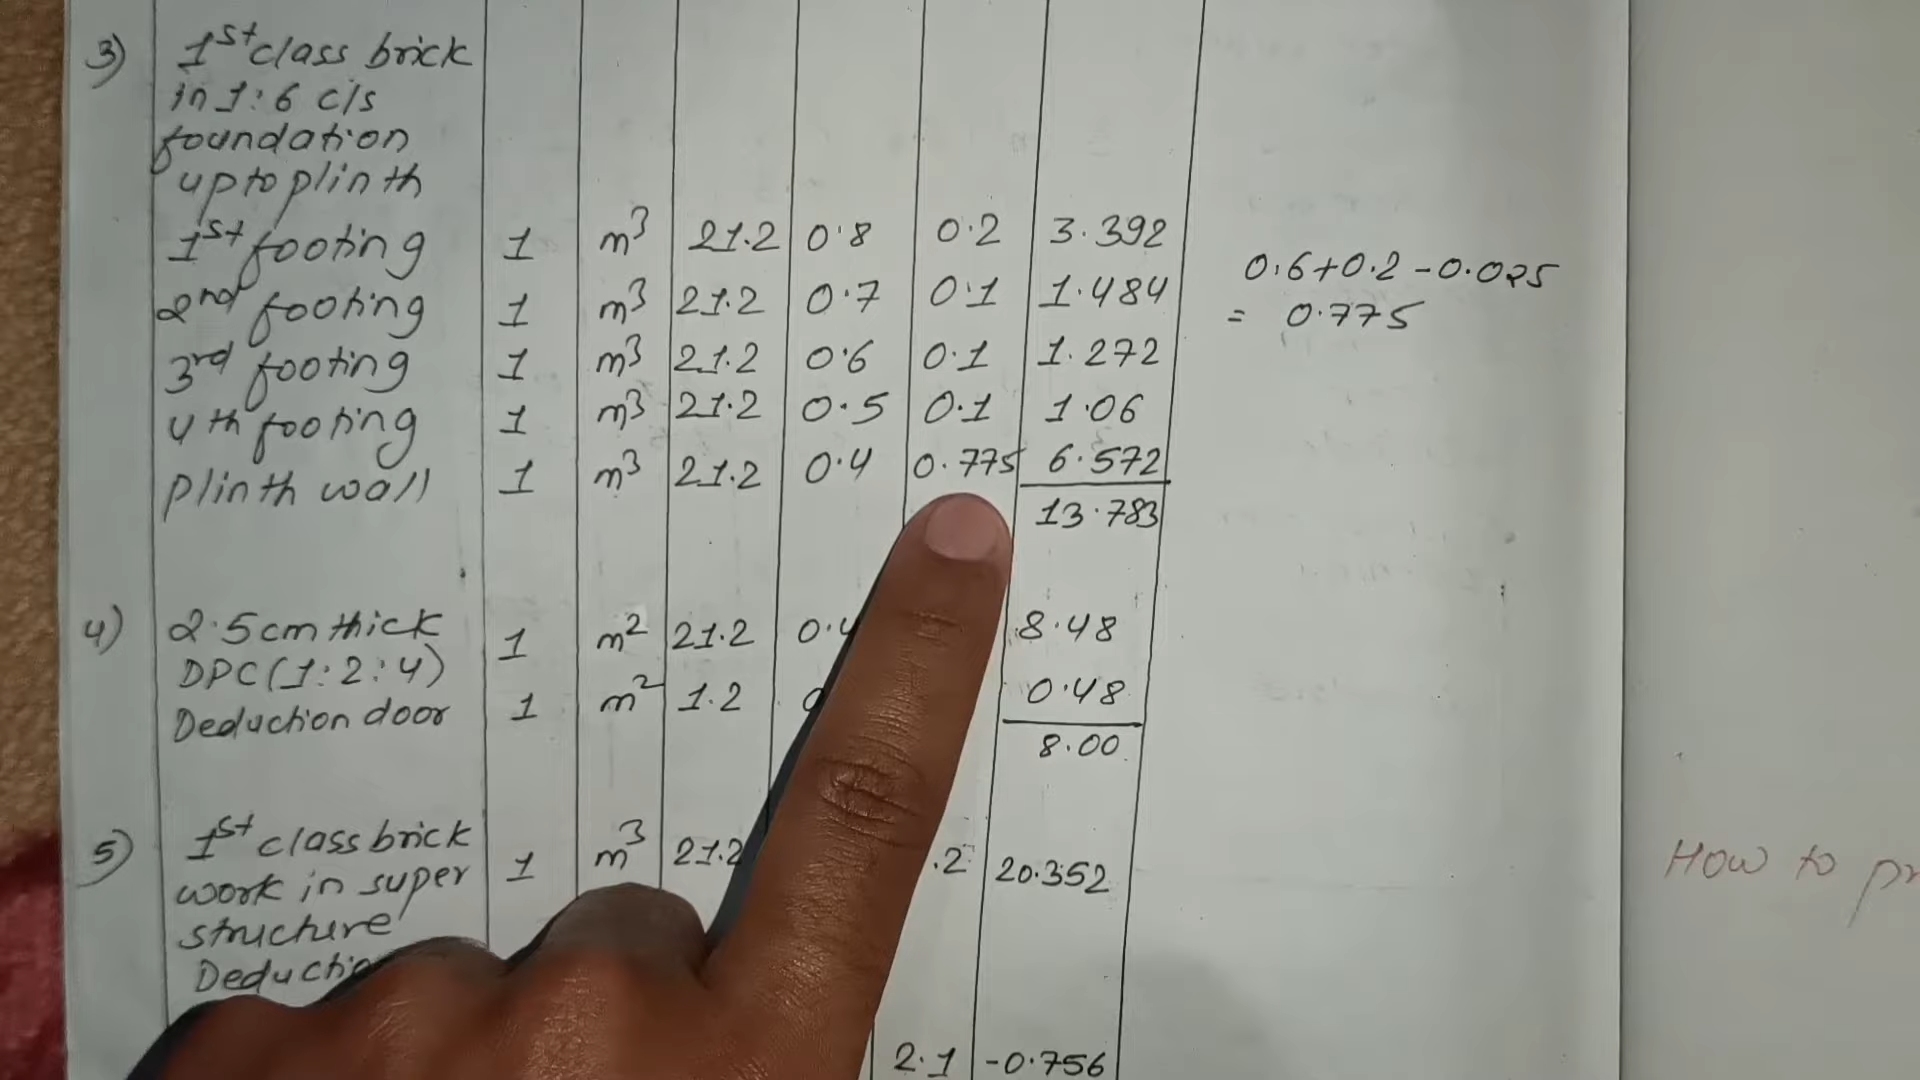 3) 1st class brick
in 1:6 c/s
foundation
upto plinth
1st footing 1 m³ 21.2 0.8 0.2 3.392
2nd footing 1 m³ 21.2 0.7 0.1 1.484
3rd footing 1 m³ 21.2 0.6 0.1 1.272
4th footing 1 m³ 21.2 0.5 0.1 1.06
plinth wall 1 m³ 21.2 0.4 0.775 6.572
13.783
0.6+0.2-0.025
= 0.775
4) 2.5cm thick 1 m² 21.2 0.4 8.48
DPC(1:2:4)
Deduction door 1 m² 1.2 0.48
8.00
5) 1st class brick 1 m³ 21.2 .2 20.352
work in super
structure
2.1 -0.756
How to